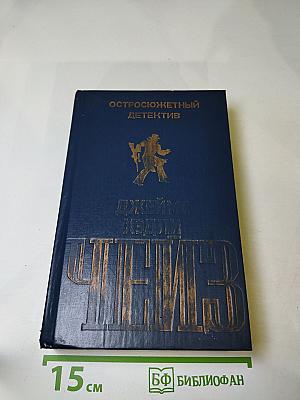 ОСТРОСЮЖЕТНЫЙ
ДЕТЕКТИВ
ДЖЕЙМС
ХЕДЛИ
ЧЕЙЗ
15 см
БФ БИБЛИОФАН